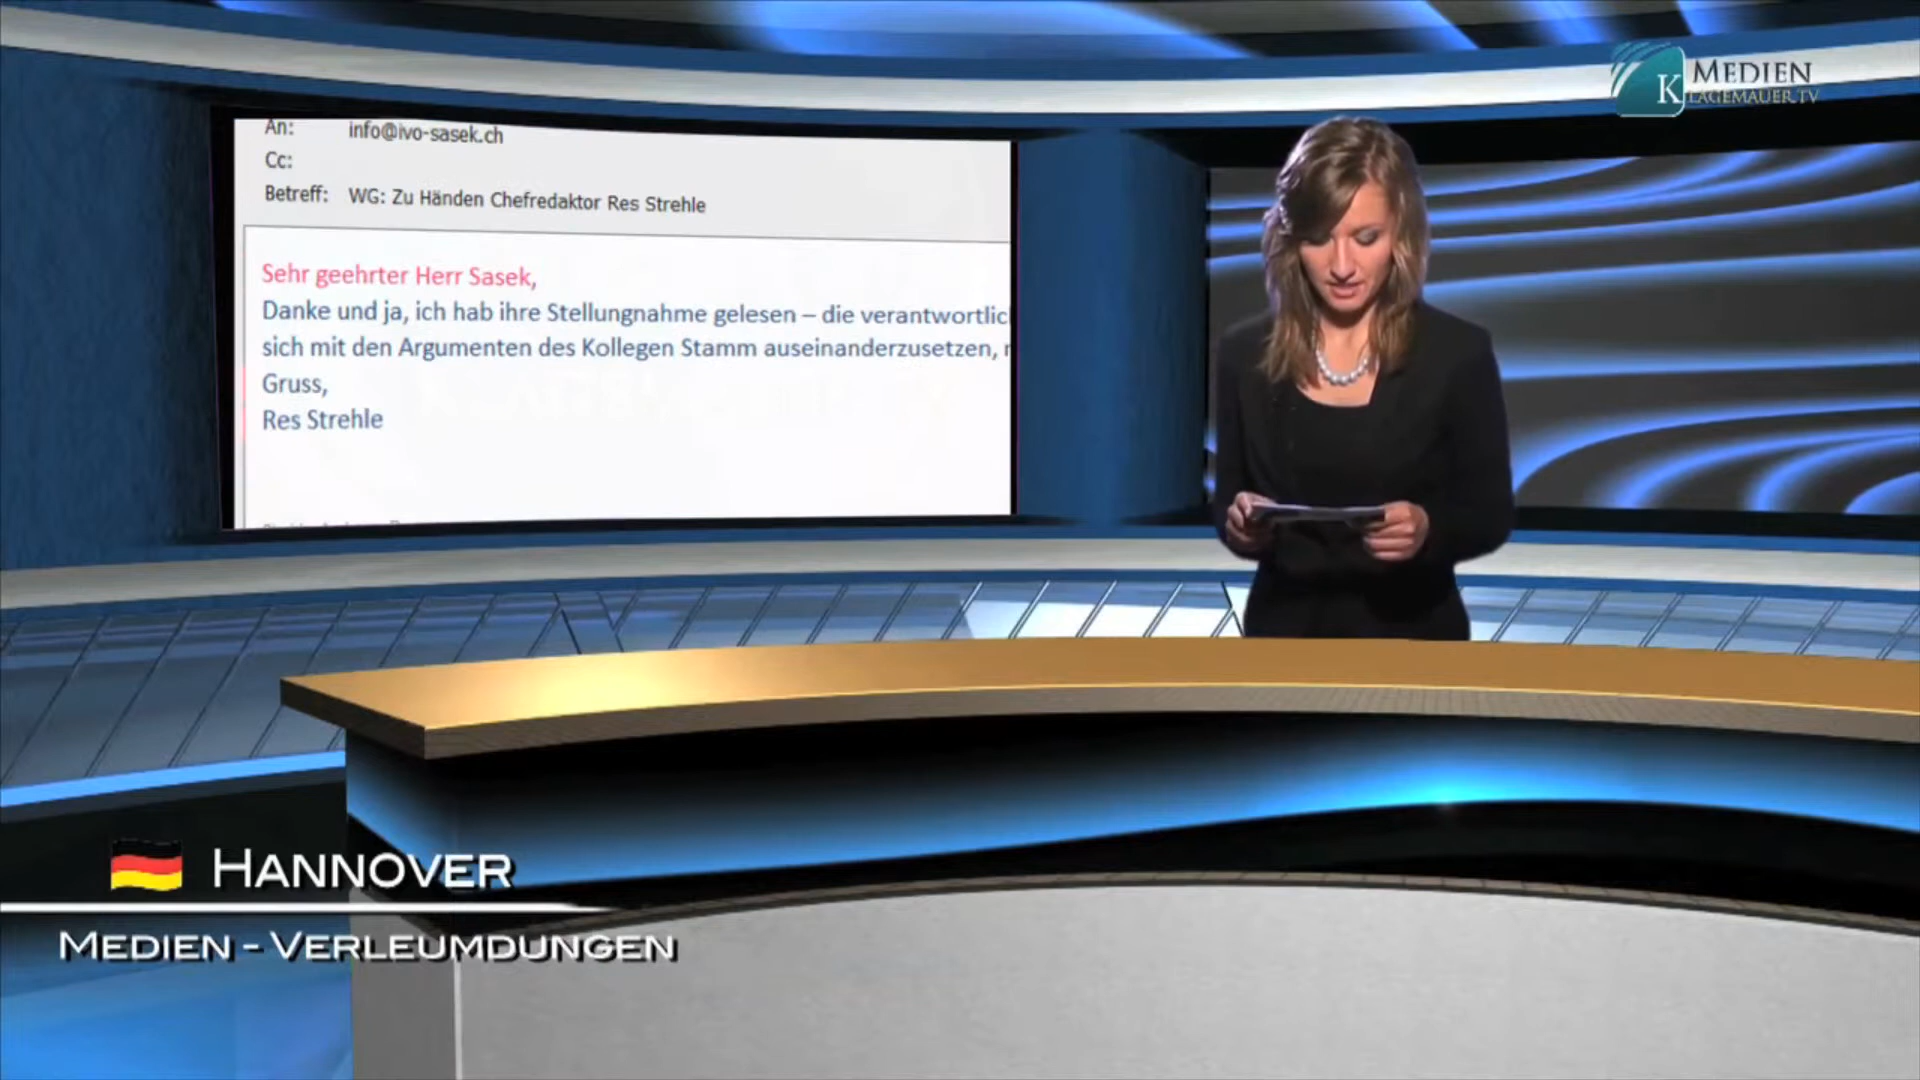 K MEDIEN
KLAGEMAUER.TV
An: info@ivo-sasek.ch
Cc:
Betreff: WG: Zu Händen Chefredaktor Res Strehle
Sehr geehrter Herr Sasek,
Danke und ja, ich hab ihre Stellungnahme gelesen – die verantwortlic
sich mit den Argumenten des Kollegen Stamm auseinanderzusetzen,
Gruss,
Res Strehle
HANNOVER
MEDIEN - VERLEUMDUNGEN